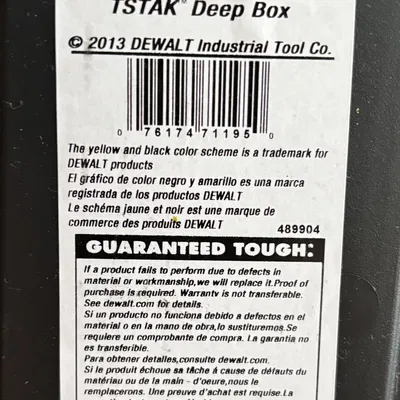 TSTAK™ Deep Box
© 2013 DEWALT Industrial Tool Co.
0 76174 71195 0
The yellow and black color scheme is a trademark for
DEWALT products
El gráfico de color negro y amarillo es una marca
registrada de los productos DEWALT
Le schéma jaune et noir est une marque de
commerce des produits DEWALT
489904
GUARANTEED TOUGH.
If a product fails to perform due to defects in
material or workmanship,we will replace it.Proof of
purchase is required. Warranty is not transferable.
See dewalt.com for details.
Si un producto no funciona debido a defectos en el
material o en la mano de obra,lo sustituremos.Se
requiere un comprobante de compra. La garantía no
es transferible.
Para obtener detalles,consulte dewalt.com.
Si le produit échoue sa tâche á cause de défauts du
matériau ou de la main - d'oeure,nous le
remplacerons. Une preuve d'achat est requise.La